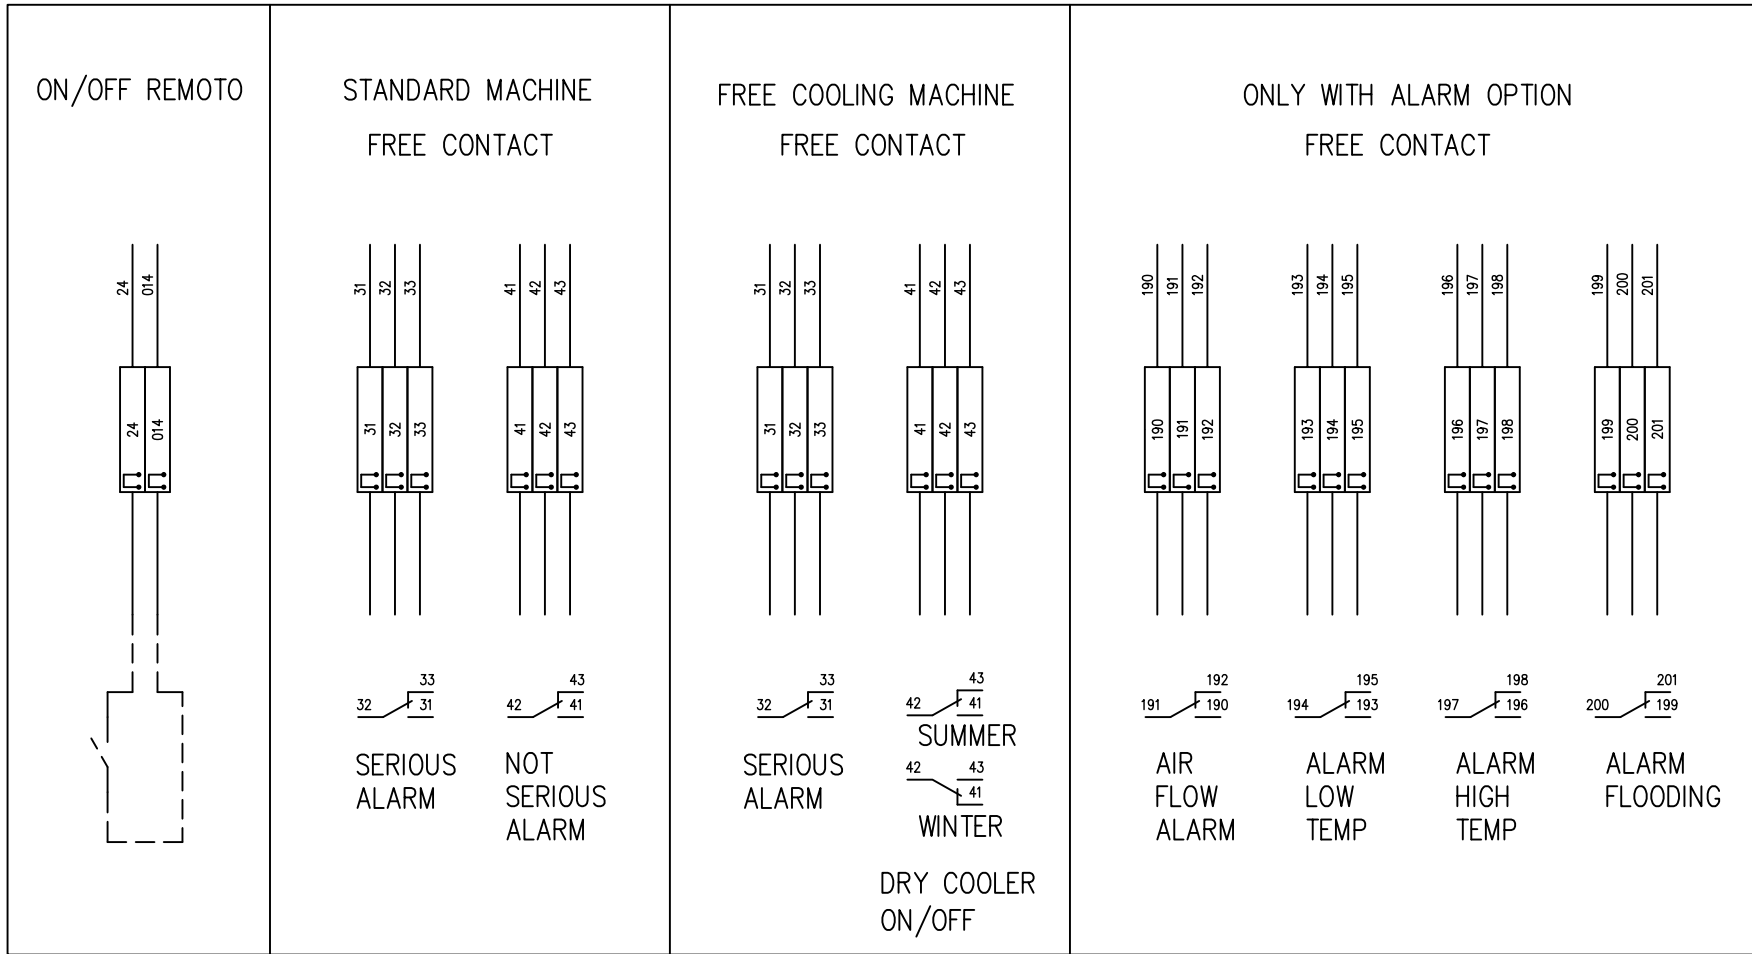 ON/OFF REMOTO
24
014
24
014
STANDARD MACHINE
FREE CONTACT
31
32
33
41
42
43
31
32
33
41
42
43
33
32
31
43
42
41
SERIOUS
ALARM
NOT
SERIOUS
ALARM
FREE COOLING MACHINE
FREE CONTACT
31
32
33
41
42
43
31
32
33
41
42
43
33
32
31
SERIOUS
ALARM
43
42
41
SUMMER
42
43
41
WINTER
DRY COOLER
ON/OFF
ONLY WITH ALARM OPTION
FREE CONTACT
190
191
192
193
194
195
196
197
198
199
200
201
190
191
192
193
194
195
196
197
198
199
200
201
192
191
190
AIR
FLOW
ALARM
195
194
193
ALARM
LOW
TEMP
198
197
196
ALARM
HIGH
TEMP
201
200
199
ALARM
FLOODING